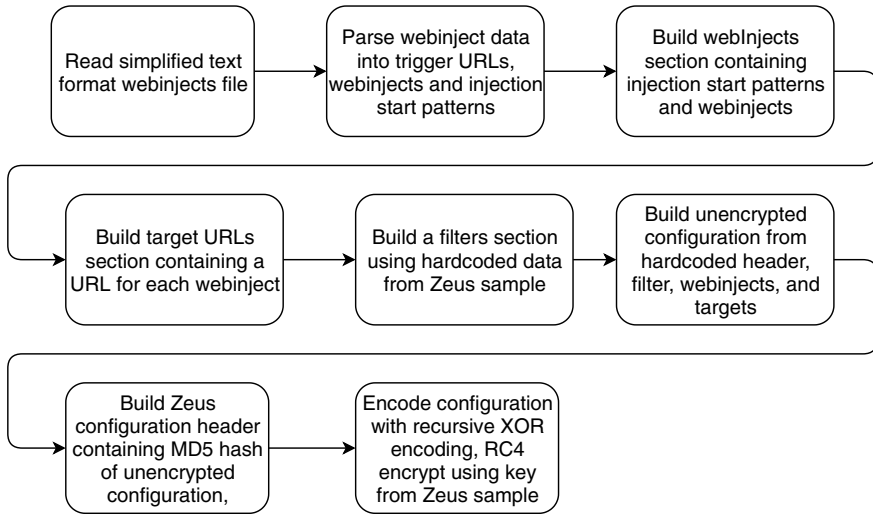 Read simplified text
format webinjects file
Parse webinject data
into trigger URLs,
webinjects and injection
start patterns
Build webInjects
section containing
injection start patterns
and webinjects
Build target URLs
section containing a
URL for each webinject
Build a filters section
using hardcoded data
from Zeus sample
Build unencrypted
configuration from
hardcoded header,
filter, webinjects, and
targets
Build Zeus
configuration header
containing MD5 hash
of unencrypted
configuration,
Encode configuration
with recursive XOR
encoding, RC4
encrypt using key
from Zeus sample